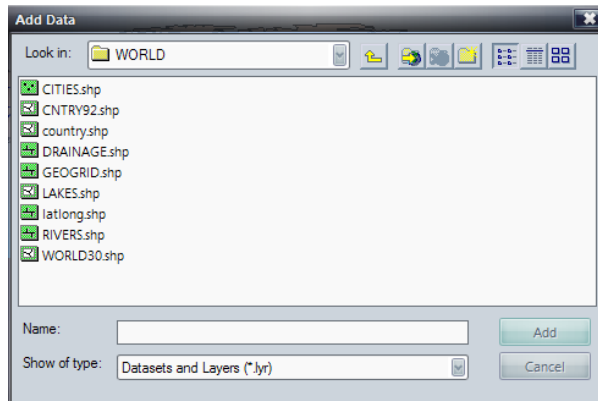 Add Data
Look in: WORLD
CITIES.shp
CNTRY92.shp
country.shp
DRAINAGE.shp
GEOGRID.shp
LAKES.shp
latlong.shp
RIVERS.shp
WORLD30.shp
Name: Add
Show of type: Datasets and Layers (*.lyr) Cancel